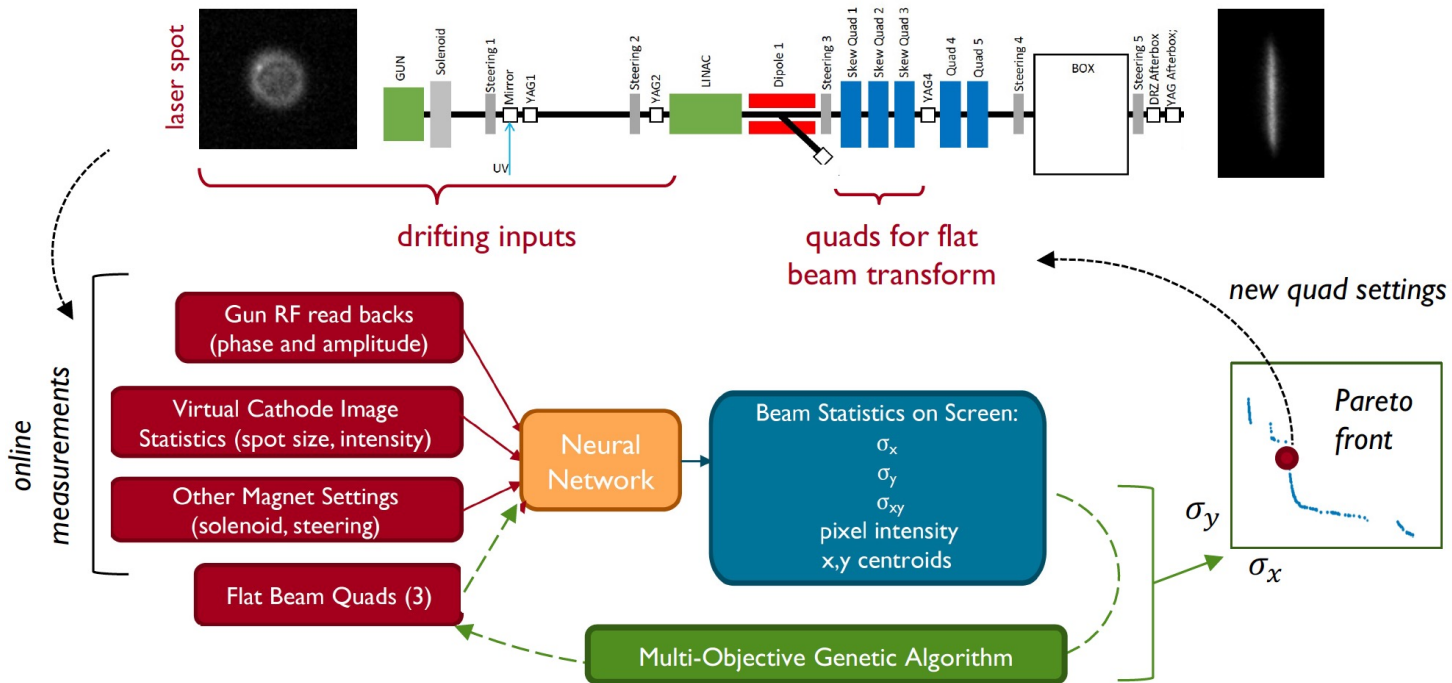 laser spot
GUN
Solenoid
Steering 1
Mirror
YAG1
Steering 2
YAG2
LINAC
Dipole 1
Steering 3
Skew Quad 1
Skew Quad 2
Skew Quad 3
YAG4
Quad 4
Quad 5
Steering 4
BOX
Steering 5
DRZ Afterbox
YAG Afterbox;
UV
drifting inputs
quads for flat
beam transform
new quad settings
online
measurements
Gun RF read backs
(phase and amplitude)
Virtual Cathode Image
Statistics (spot size, intensity)
Other Magnet Settings
(solenoid, steering)
Flat Beam Quads (3)
Neural
Network
Beam Statistics on Screen:
σx
σy
σxy
pixel intensity
x,y centroids
Multi-Objective Genetic Algorithm
Pareto
front
σy
σx